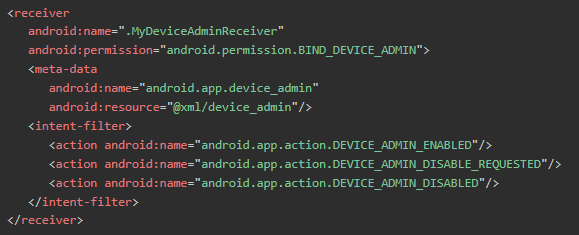 <receiver
android:name=".MyDeviceAdminReceiver"
android:permission="android.permission.BIND_DEVICE_ADMIN">
<meta-data
android:name="android.app.device_admin"
android:resource="@xml/device_admin"/>
<intent-filter>
<action android:name="android.app.action.DEVICE_ADMIN_ENABLED"/>
<action android:name="android.app.action.DEVICE_ADMIN_DISABLE_REQUESTED"/>
<action android:name="android.app.action.DEVICE_ADMIN_DISABLED"/>
</intent-filter>
</receiver>